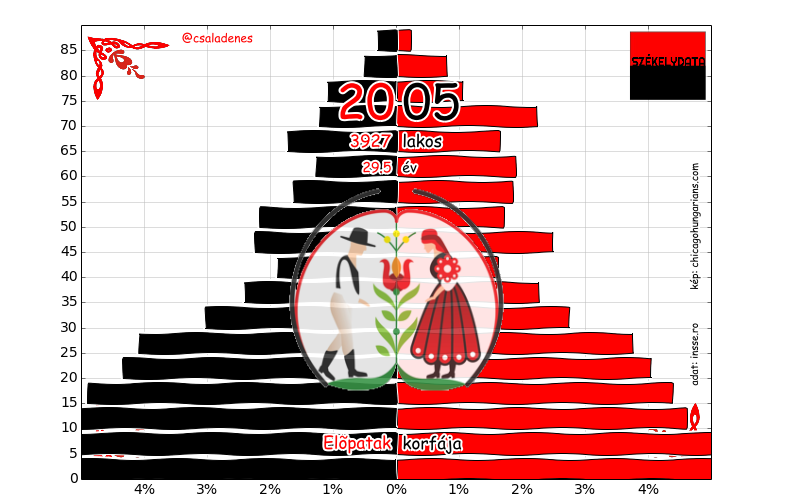 @csaladenes
SZÉKELYDATA
85
80
75
70
65
60
55
50
45
40
35
30
25
20
15
10
5
0
2005
3927 lakos
29.5 év
kép: chicagohungarians.com
adat: insse.ro
Előpatak korfája
4% 3% 2% 1% 0% 1% 2% 3% 4%